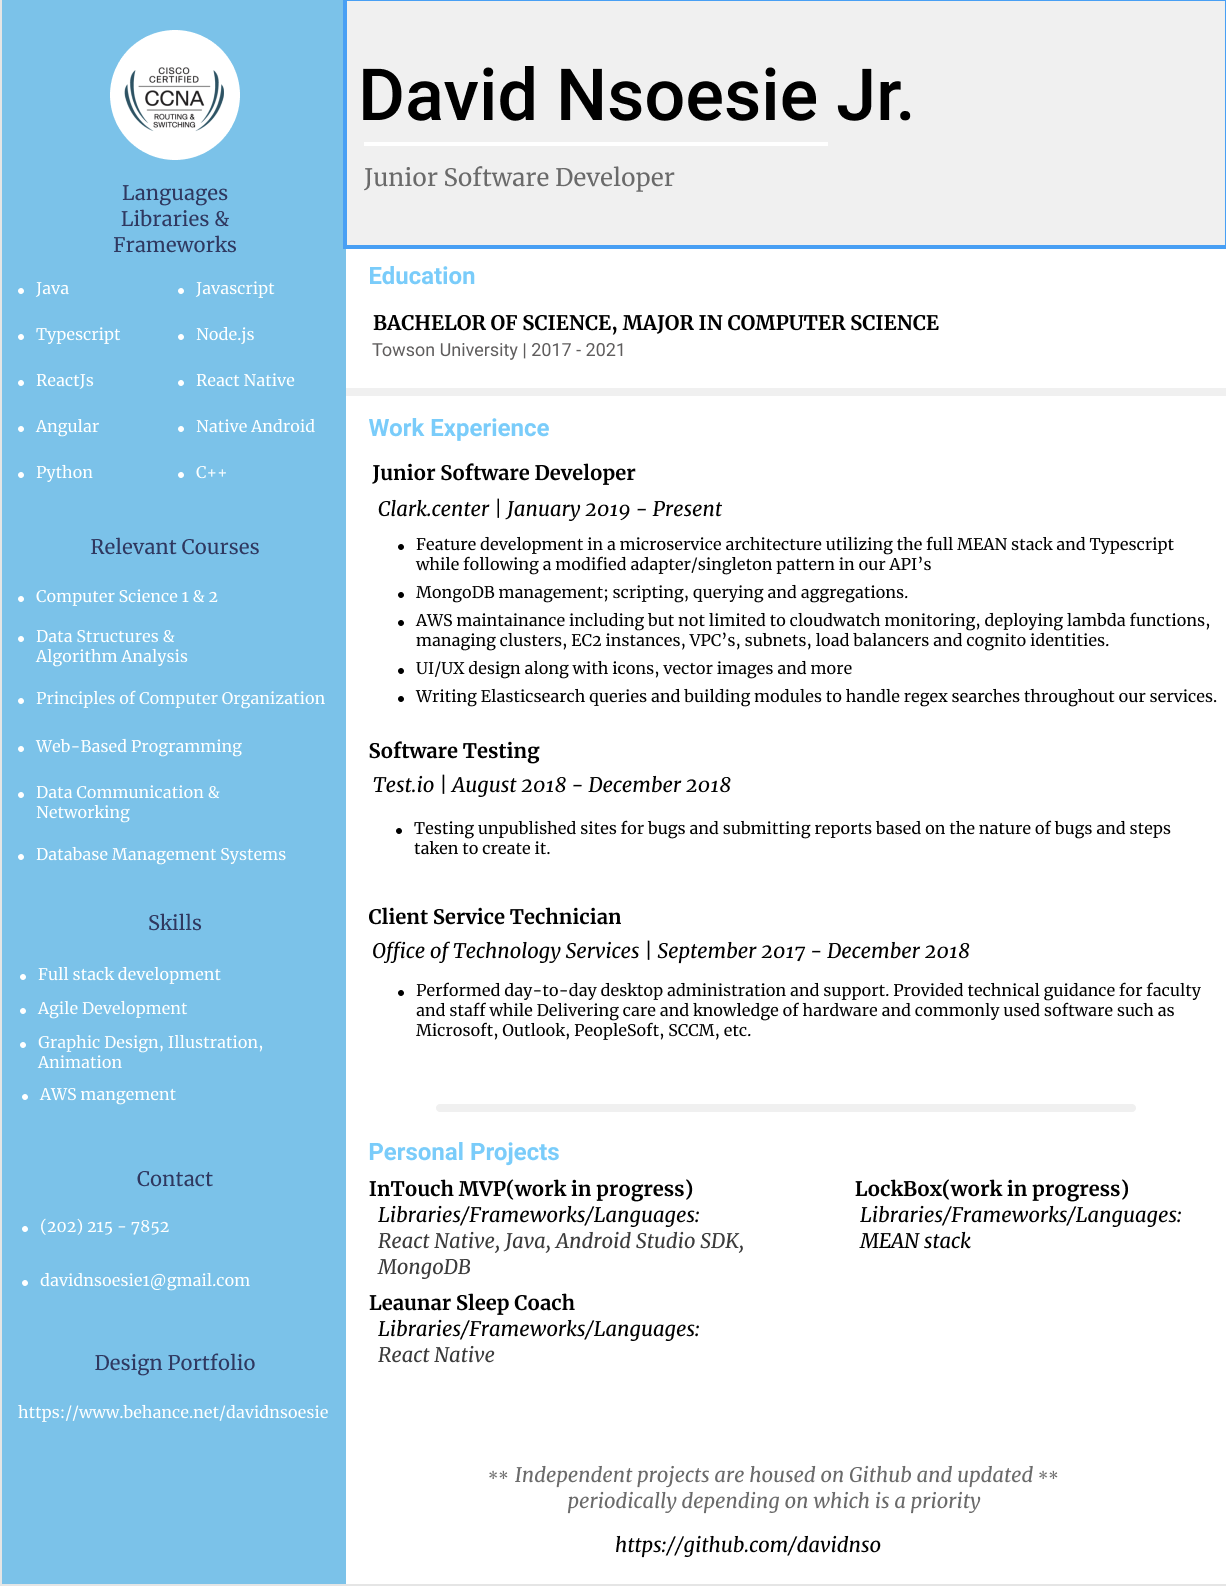 CISCO
CERTIFIED
CCNA
ROUTING &
SWITCHING
Languages
Libraries &
Frameworks
• Java
• Javascript
• Typescript
• Node.js
• ReactJs
• React Native
• Angular
• Native Android
• Python
• C++
Relevant Courses
• Computer Science 1 & 2
• Data Structures &
Algorithm Analysis
• Principles of Computer Organization
• Web-Based Programming
• Data Communication &
Networking
• Database Management Systems
Skills
• Full stack development
• Agile Development
• Graphic Design, Illustration,
Animation
• AWS mangement
Contact
• (202) 215 - 7852
• davidnsoesie1@gmail.com
Design Portfolio
https://www.behance.net/davidnsoesie
David Nsoesie Jr.
Junior Software Developer
Education
BACHELOR OF SCIENCE, MAJOR IN COMPUTER SCIENCE
Towson University | 2017 - 2021
Work Experience
Junior Software Developer
Clark.center | January 2019 - Present
• Feature development in a microservice architecture utilizing the full MEAN stack and Typescript
while following a modified adapter/singleton pattern in our API’s
• MongoDB management; scripting, querying and aggregations.
• AWS maintainance including but not limited to cloudwatch monitoring, deploying lambda functions,
managing clusters, EC2 instances, VPC’s, subnets, load balancers and cognito identities.
• UI/UX design along with icons, vector images and more
• Writing Elasticsearch queries and building modules to handle regex searches throughout our services.
Software Testing
Test.io | August 2018 - December 2018
• Testing unpublished sites for bugs and submitting reports based on the nature of bugs and steps
taken to create it.
Client Service Technician
Office of Technology Services | September 2017 - December 2018
• Performed day-to-day desktop administration and support. Provided technical guidance for faculty
and staff while Delivering care and knowledge of hardware and commonly used software such as
Microsoft, Outlook, PeopleSoft, SCCM, etc.
Personal Projects
InTouch MVP(work in progress)
Libraries/Frameworks/Languages:
React Native, Java, Android Studio SDK,
MongoDB
LockBox(work in progress)
Libraries/Frameworks/Languages:
MEAN stack
Leaunar Sleep Coach
Libraries/Frameworks/Languages:
React Native
** Independent projects are housed on Github and updated **
periodically depending on which is a priority
https://github.com/davidnso